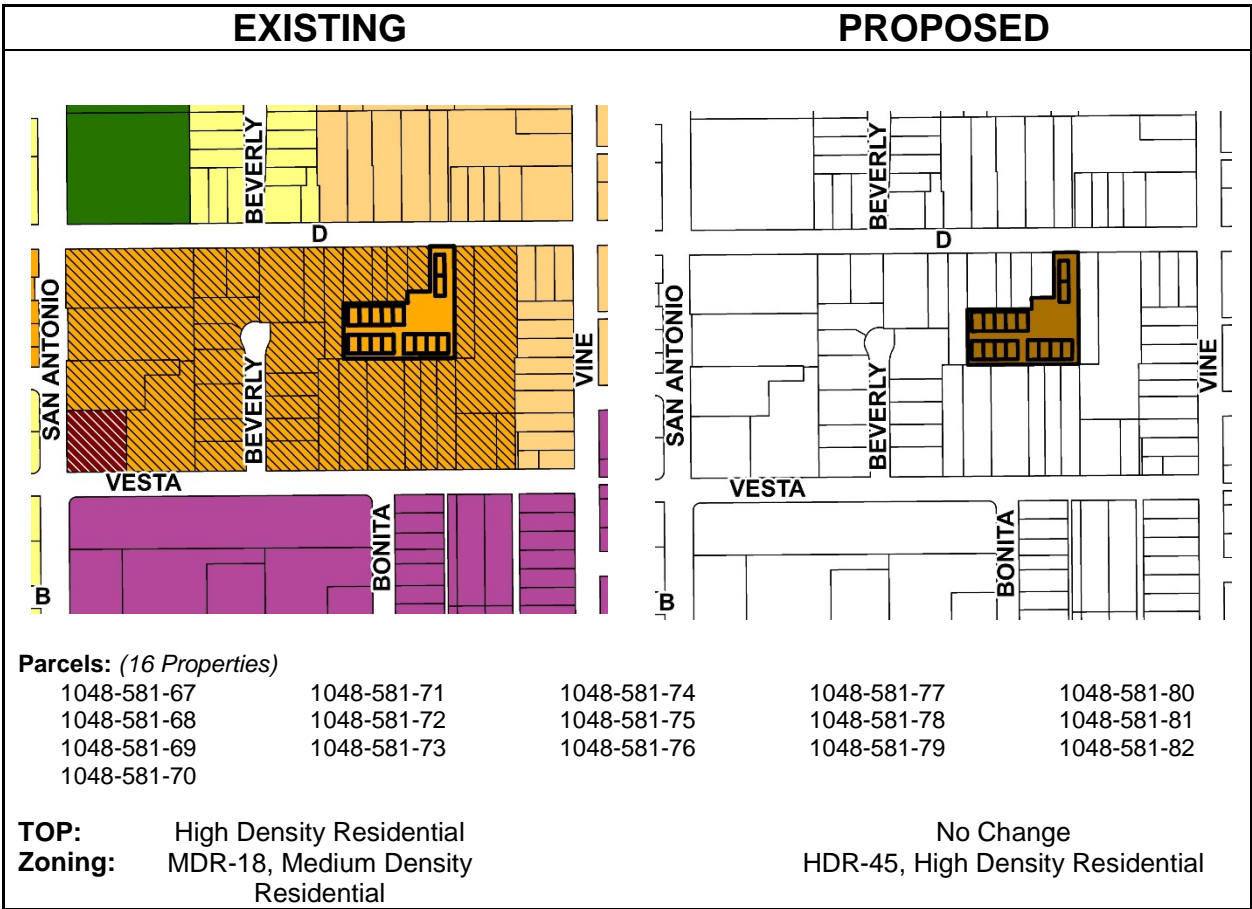 EXISTING PROPOSED
BEVERLY
D
SAN ANTONIO
VINE
BEVERLY
VESTA
BONITA
B
BEVERLY
D
SAN ANTONIO
VINE
BEVERLY
VESTA
BONITA
B
Parcels: (16 Properties)
1048-581-67 1048-581-71 1048-581-74 1048-581-77 1048-581-80
1048-581-68 1048-581-72 1048-581-75 1048-581-78 1048-581-81
1048-581-69 1048-581-73 1048-581-76 1048-581-79 1048-581-82
1048-581-70
TOP: High Density Residential No Change
Zoning: MDR-18, Medium Density HDR-45, High Density Residential
Residential